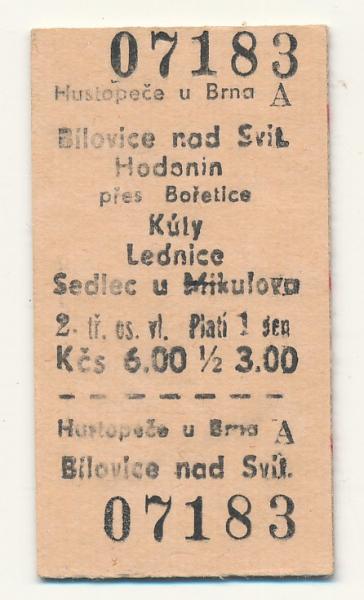 07183
Hustopeče u Brna A
Bílovice nad Svit.
Hodonín
přes Bořetice
Kúty
Lednice
Sedlec u Mikulova
2. tř. os. vl. Platí 1 den
Kčs 6.00 ½ 3.00
Hustopeče u Brna A
Bílovice nad Svit.
07183